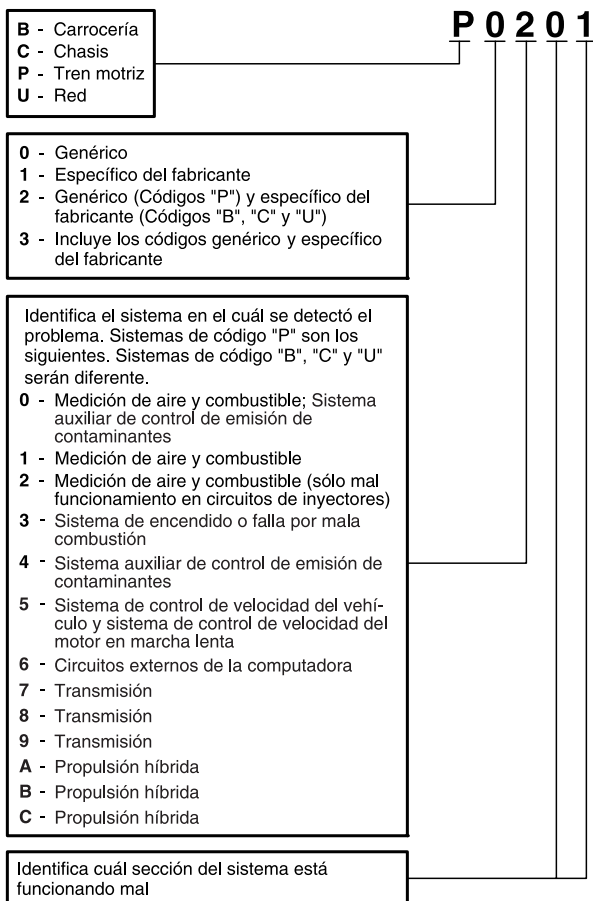 P 0 2 0 1
B - Carrocería
C - Chasis
P - Tren motriz
U - Red
0 - Genérico
1 - Específico del fabricante
2 - Genérico (Códigos "P") y específico del
fabricante (Códigos "B", "C" y "U")
3 - Incluye los códigos genérico y específico
del fabricante
Identifica el sistema en el cuál se detectó el
problema. Sistemas de código "P" son los
siguientes. Sistemas de código "B", "C" y "U"
serán diferente.
0 - Medición de aire y combustible; Sistema
auxiliar de control de emisión de
contaminantes
1 - Medición de aire y combustible
2 - Medición de aire y combustible (sólo mal
funcionamiento en circuitos de inyectores)
3 - Sistema de encendido o falla por mala
combustión
4 - Sistema auxiliar de control de emisión de
contaminantes
5 - Sistema de control de velocidad del vehí-
culo y sistema de control de velocidad del
motor en marcha lenta
6 - Circuitos externos de la computadora
7 - Transmisión
8 - Transmisión
9 - Transmisión
A - Propulsión híbrida
B - Propulsión híbrida
C - Propulsión híbrida
Identifica cuál sección del sistema está
funcionando mal